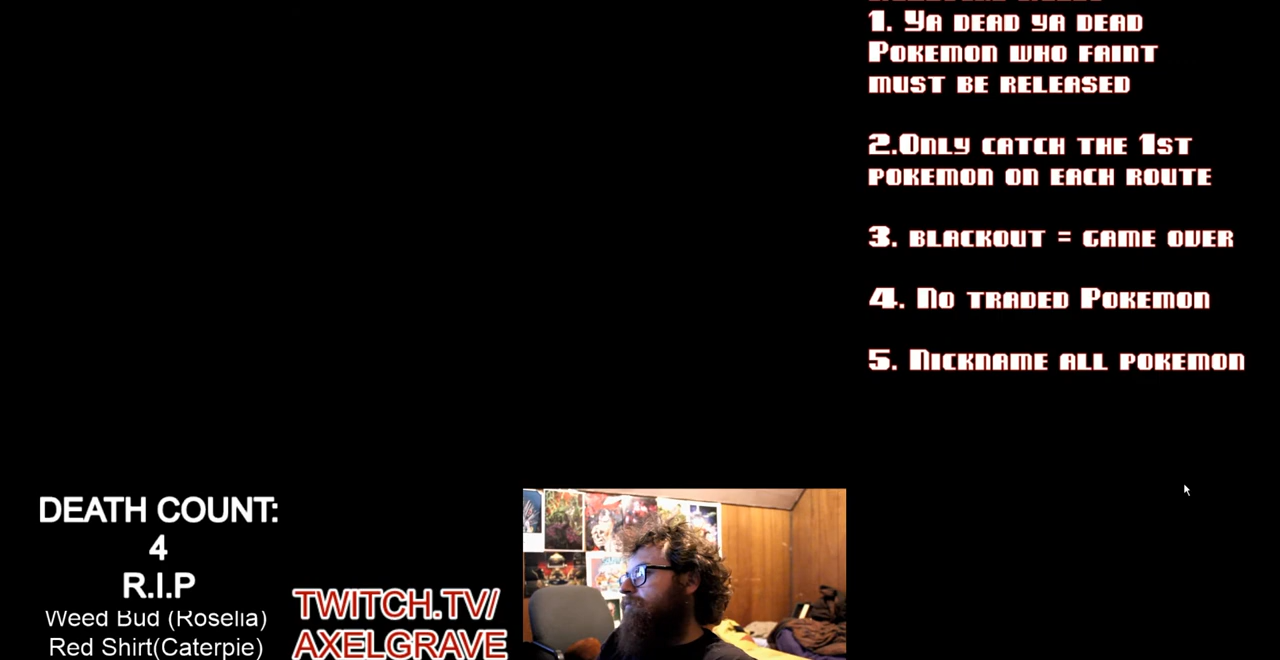 1. Ya dead ya dead
Pokemon who faint
must be released
2.Only catch the 1st
pokemon on each route
3. blackout = game over
4. No traded Pokemon
5. Nickname all pokemon
DEATH COUNT:
4
R.I.P
Weed Bud (Roselia)
Red Shirt(Caterpie)
TWITCH.TV/
AXELGRAVE